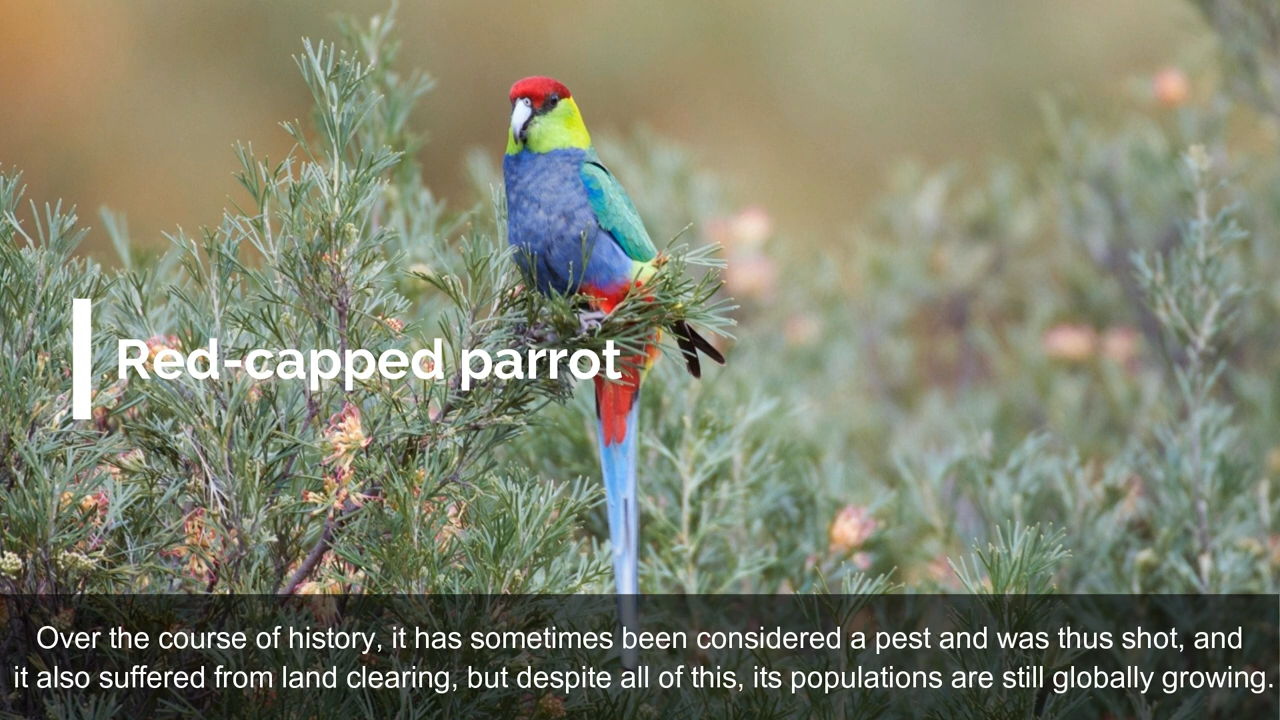 Red-capped parrot
Over the course of history, it has sometimes been considered a pest and was thus shot, and
it also suffered from land clearing, but despite all of this, its populations are still globally growing.